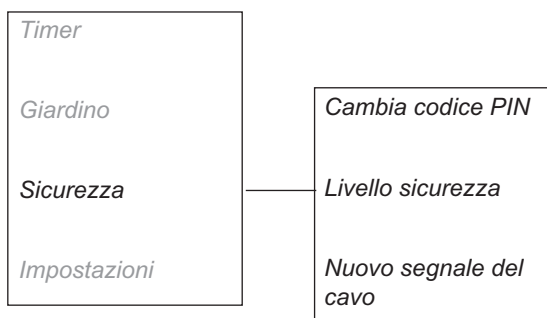 Timer
Giardino
Sicurezza
Impostazioni
Cambia codice PIN
Livello sicurezza
Nuovo segnale del
cavo